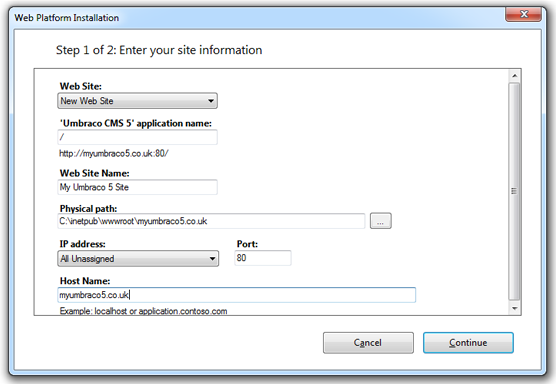 Web Platform Installation
Step 1 of 2: Enter your site information
Web Site:
New Web Site
'Umbraco CMS 5' application name:
/
http://myumbraco5.co.uk:80/
Web Site Name:
My Umbraco 5 Site
Physical path:
C:\inetpub\wwwroot\myumbraco5.co.uk
...
IP address: Port:
All Unassigned 80
Host Name:
myumbraco5.co.uk
Example: localhost or application.contoso.com
Cancel Continue